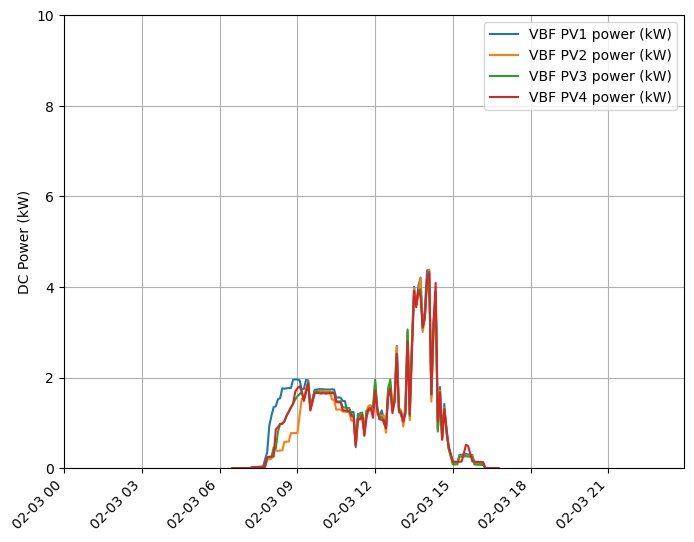 10
8
6
4
2
0
DC Power (kW)
VBF PV1 power (kW)
VBF PV2 power (kW)
VBF PV3 power (kW)
VBF PV4 power (kW)
02-03 00
02-03 03
02-03 06
02-03 09
02-03 12
02-03 15
02-03 18
02-03 21